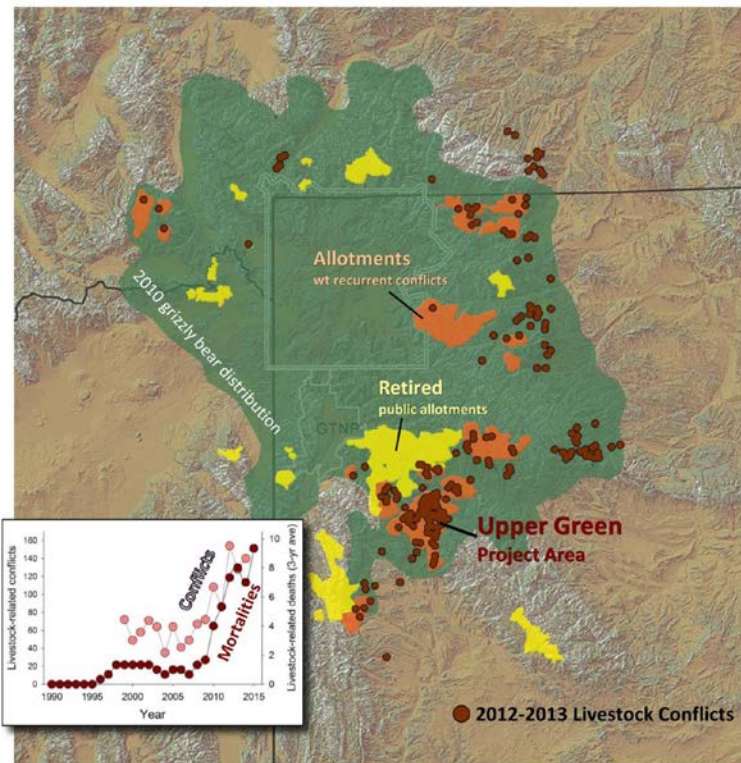 Allotments
wt recurrent conflicts
2010 grizzly bear distribution
Retired
public allotments
GTNP
Upper Green
Project Area
2012-2013 Livestock Conflicts
Livestock-related conflicts
160
140
120
100
80
60
40
20
0
Conflicts
Mortalities
10
8
6
4
2
0
Livestock-related deaths (3-yr ave)
1990 1995 2000 2005 2010 2015
Year